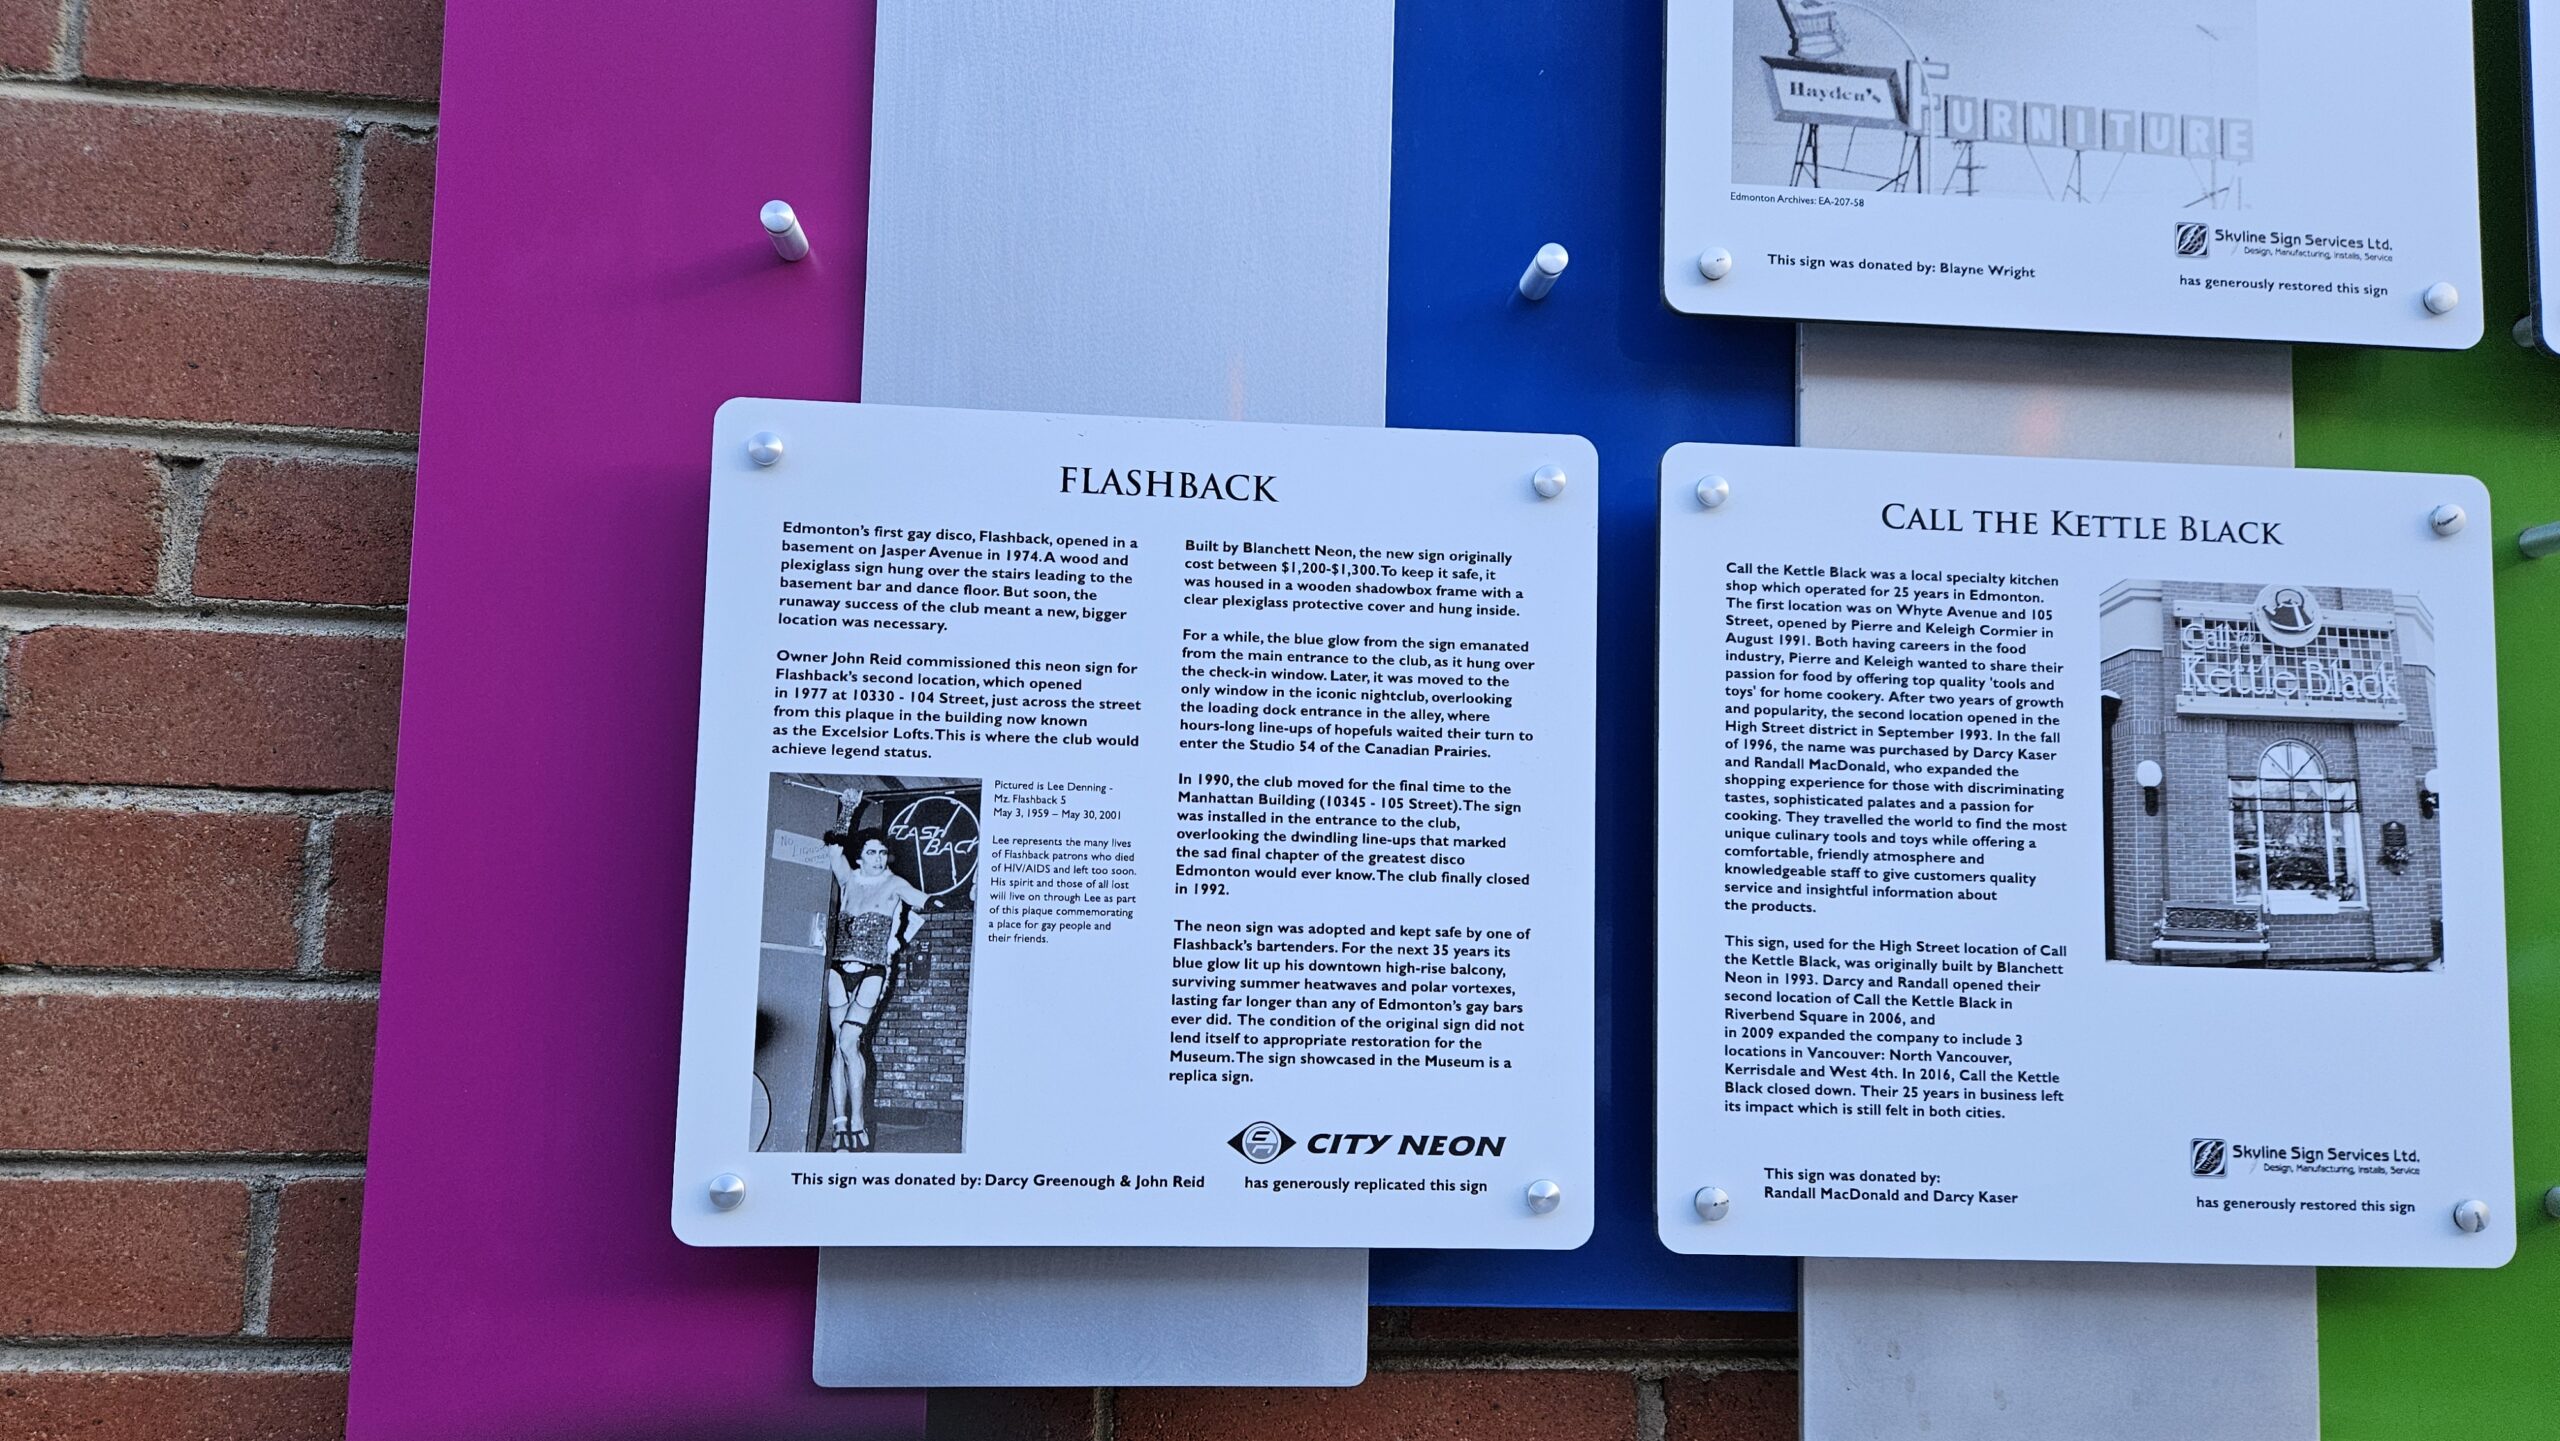 Hayden's
FURNITURE
Edmonton Archives: EA-207-58
This sign was donated by: Blayne Wright
Skyline Sign Services Ltd.
Design, Manufacturing, Installs, Service
has generously restored this sign
FLASHBACK
Edmonton's first gay disco, Flashback, opened in a
basement on Jasper Avenue in 1974. A wood and
plexiglass sign hung over the stairs leading to the
basement bar and dance floor. But soon, the
runaway success of the club meant a new, bigger
location was necessary.
Owner John Reid commissioned this neon sign for
Flashback's second location, which opened
in 1977 at 10330 - 104 Street, just across the street
from this plaque in the building now known
as the Excelsior Lofts. This is where the club would
achieve legend status.
NO
LIQUOR
FLASH
BACK
Pictured is Lee Denning -
Mz. Flashback 5
May 3, 1959 – May 30, 2001
Lee represents the many lives
of Flashback patrons who died
of HIV/AIDS and left too soon.
His spirit and those of all lost
will live on through Lee as part
of this plaque commemorating
a place for gay people and
their friends.
Built by Blanchett Neon, the new sign originally
cost between $1,200-$1,300. To keep it safe, it
was housed in a wooden shadowbox frame with a
clear plexiglass protective cover and hung inside.
For a while, the blue glow from the sign emanated
from the main entrance to the club, as it hung over
the check-in window. Later, it was moved to the
only window in the iconic nightclub, overlooking
the loading dock entrance in the alley, where
hours-long line-ups of hopefuls waited their turn to
enter the Studio 54 of the Canadian Prairies.
In 1990, the club moved for the final time to the
Manhattan Building (10345 - 105 Street). The sign
was installed in the entrance to the club,
overlooking the dwindling line-ups that marked
the sad final chapter of the greatest disco
Edmonton would ever know. The club finally closed
in 1992.
The neon sign was adopted and kept safe by one of
Flashback's bartenders. For the next 35 years its
blue glow lit up his downtown high-rise balcony,
surviving summer heatwaves and polar vortexes,
lasting far longer than any of Edmonton's gay bars
ever did. The condition of the original sign did not
lend itself to appropriate restoration for the
Museum. The sign showcased in the Museum is a
replica sign.
CITY NEON
This sign was donated by: Darcy Greenough & John Reid
has generously replicated this sign
CALL THE KETTLE BLACK
Call the Kettle Black was a local specialty kitchen
shop which operated for 25 years in Edmonton.
The first location was on Whyte Avenue and 105
Street, opened by Pierre and Keleigh Cormier in
August 1991. Both having careers in the food
industry, Pierre and Keleigh wanted to share their
passion for food by offering top quality 'tools and
toys' for home cookery. After two years of growth
and popularity, the second location opened in the
High Street district in September 1993. In the fall
of 1996, the name was purchased by Darcy Kaser
and Randall MacDonald, who expanded the
shopping experience for those with discriminating
tastes, sophisticated palates and a passion for
cooking. They travelled the world to find the most
unique culinary tools and toys while offering a
comfortable, friendly atmosphere and
knowledgeable staff to give customers quality
service and insightful information about
the products.
This sign, used for the High Street location of Call
the Kettle Black, was originally built by Blanchett
Neon in 1993. Darcy and Randall opened their
second location of Call the Kettle Black in
Riverbend Square in 2006, and
in 2009 expanded the company to include 3
locations in Vancouver: North Vancouver,
Kerrisdale and West 4th. In 2016, Call the Kettle
Black closed down. Their 25 years in business left
its impact which is still felt in both cities.
Call the
Kettle Black
This sign was donated by:
Randall MacDonald and Darcy Kaser
Skyline Sign Services Ltd.
Design, Manufacturing, Installs, Service
has generously restored this sign